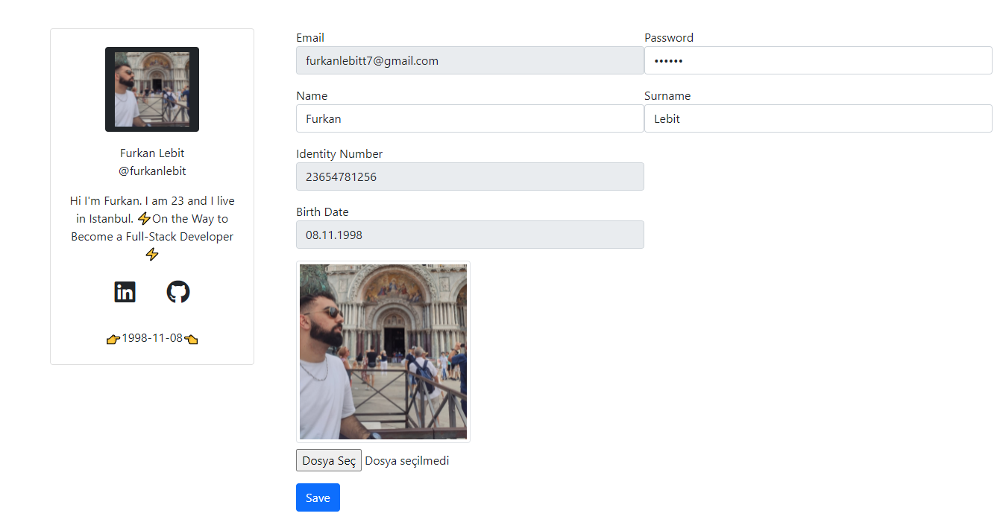 Furkan Lebit
@furkanlebit
Hi I'm Furkan. I am 23 and I live
in Istanbul. ⚡On the Way to
Become a Full-Stack Developer
⚡
in
👉1998-11-08👈
Email
Password
furkanlebitt7@gmail.com
••••••
Name
Surname
Furkan
Lebit
Identity Number
23654781256
Birth Date
08.11.1998
Dosya Seç Dosya seçilmedi
Save